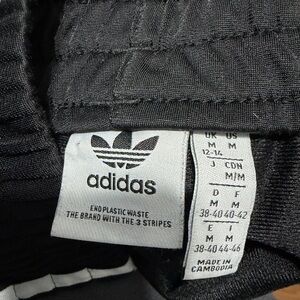 adidas
END PLASTIC WASTE
THE BRAND WITH THE 3 STRIPES
UK US
M M
12-14
J CDN
M/M
D F
M M
38-40 40-42
E I
M M
38-40 44-46
MADE IN
CAMBODIA